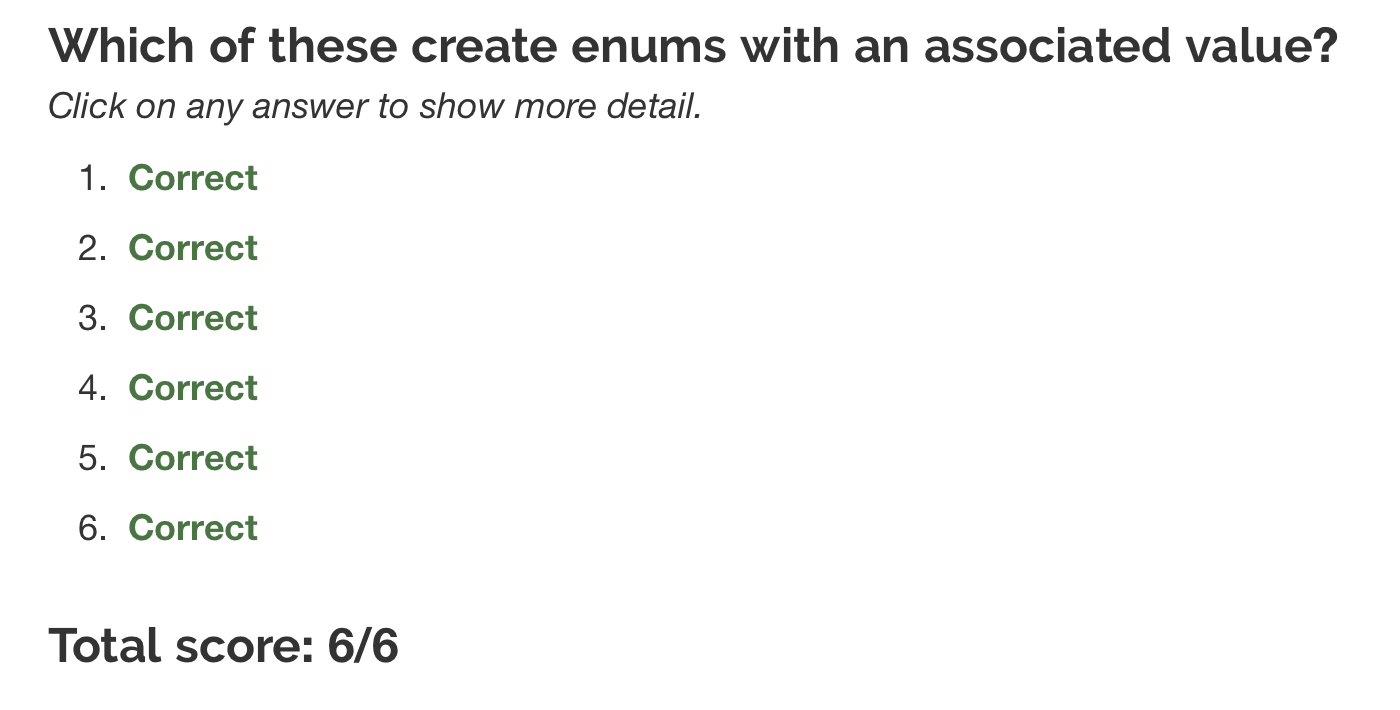 Which of these create enums with an associated value?
Click on any answer to show more detail.
1. Correct
2. Correct
3. Correct
4. Correct
5. Correct
6. Correct
Total score: 6/6